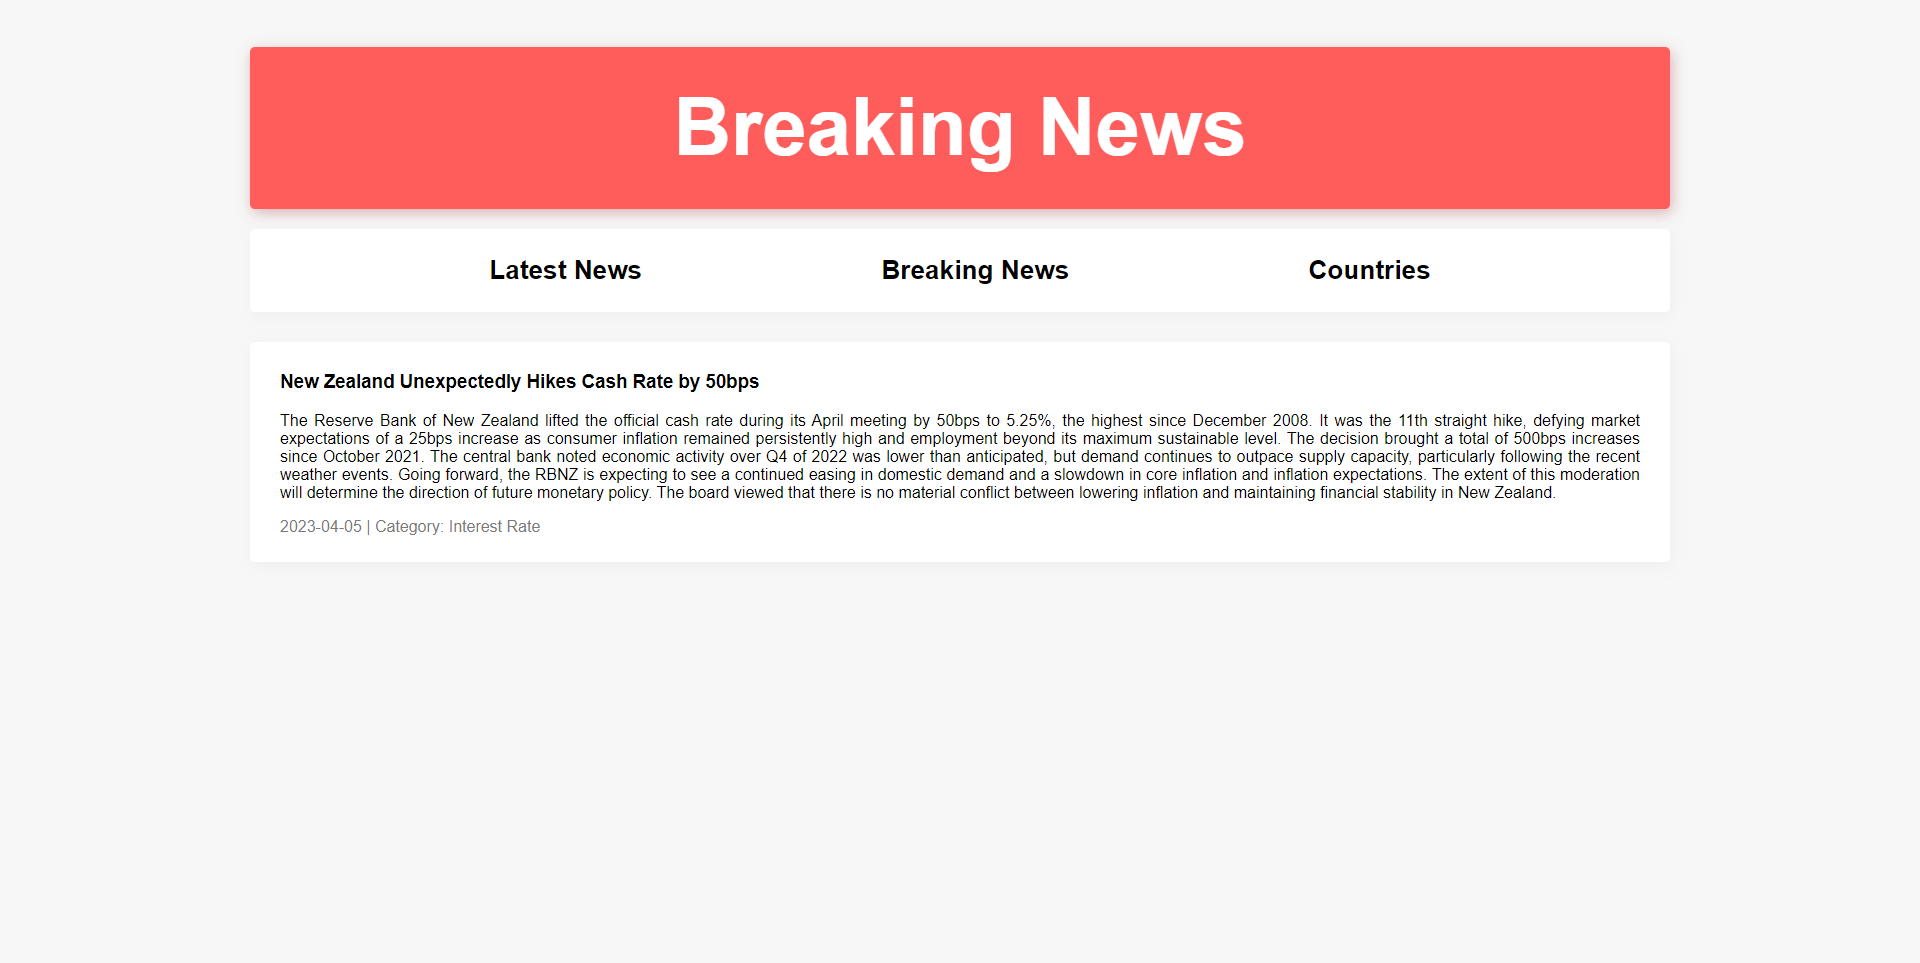 Breaking News
Latest News Breaking News Countries
New Zealand Unexpectedly Hikes Cash Rate by 50bps
The Reserve Bank of New Zealand lifted the official cash rate during its April meeting by 50bps to 5.25%, the highest since December 2008. It was the 11th straight hike, defying market
expectations of a 25bps increase as consumer inflation remained persistently high and employment beyond its maximum sustainable level. The decision brought a total of 500bps increases
since October 2021. The central bank noted economic activity over Q4 of 2022 was lower than anticipated, but demand continues to outpace supply capacity, particularly following the recent
weather events. Going forward, the RBNZ is expecting to see a continued easing in domestic demand and a slowdown in core inflation and inflation expectations. The extent of this moderation
will determine the direction of future monetary policy. The board viewed that there is no material conflict between lowering inflation and maintaining financial stability in New Zealand.
2023-04-05 | Category: Interest Rate